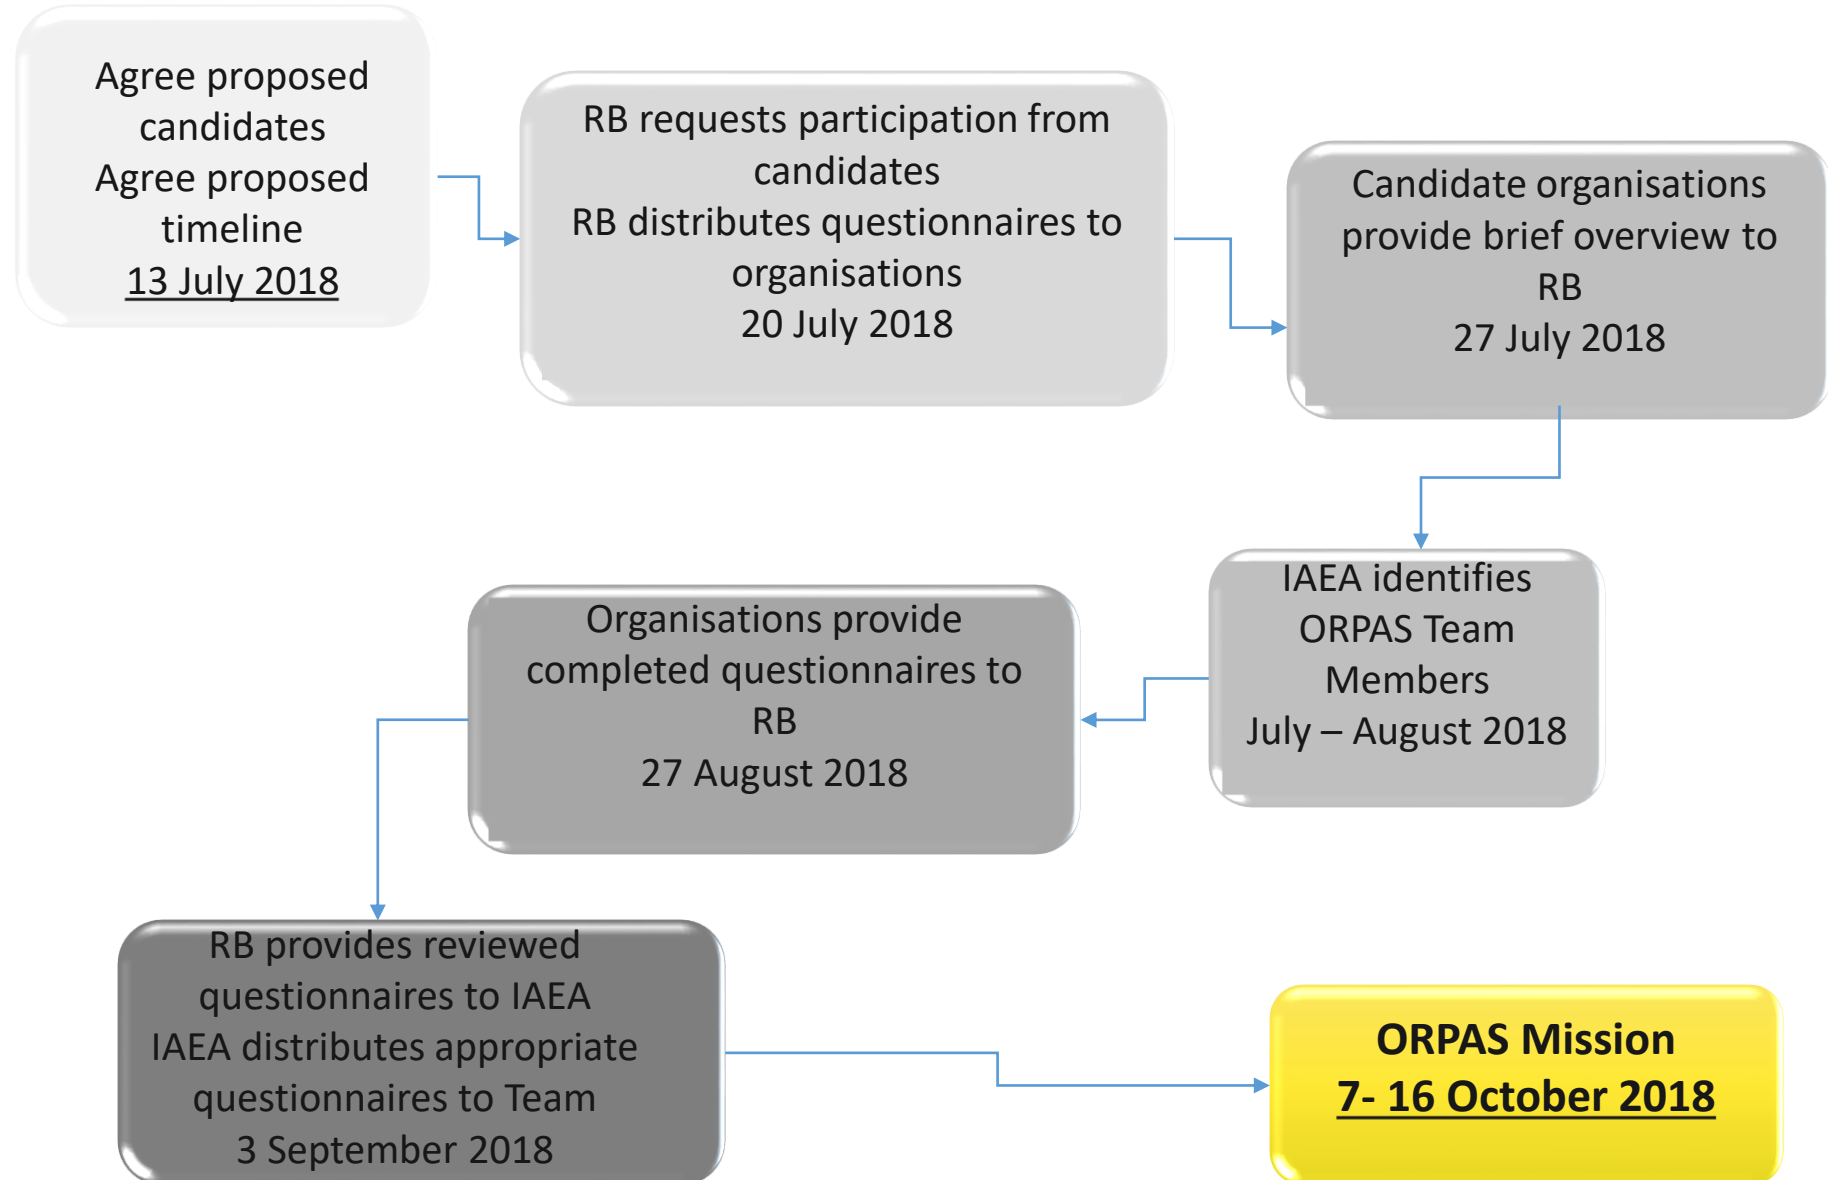 Agree proposed
candidates
Agree proposed
timeline
13 July 2018
RB requests participation from
candidates
RB distributes questionnaires to
organisations
20 July 2018
Candidate organisations
provide brief overview to
RB
27 July 2018
IAEA identifies
ORPAS Team
Members
July – August 2018
Organisations provide
completed questionnaires to
RB
27 August 2018
RB provides reviewed
questionnaires to IAEA
IAEA distributes appropriate
questionnaires to Team
3 September 2018
ORPAS Mission
7- 16 October 2018